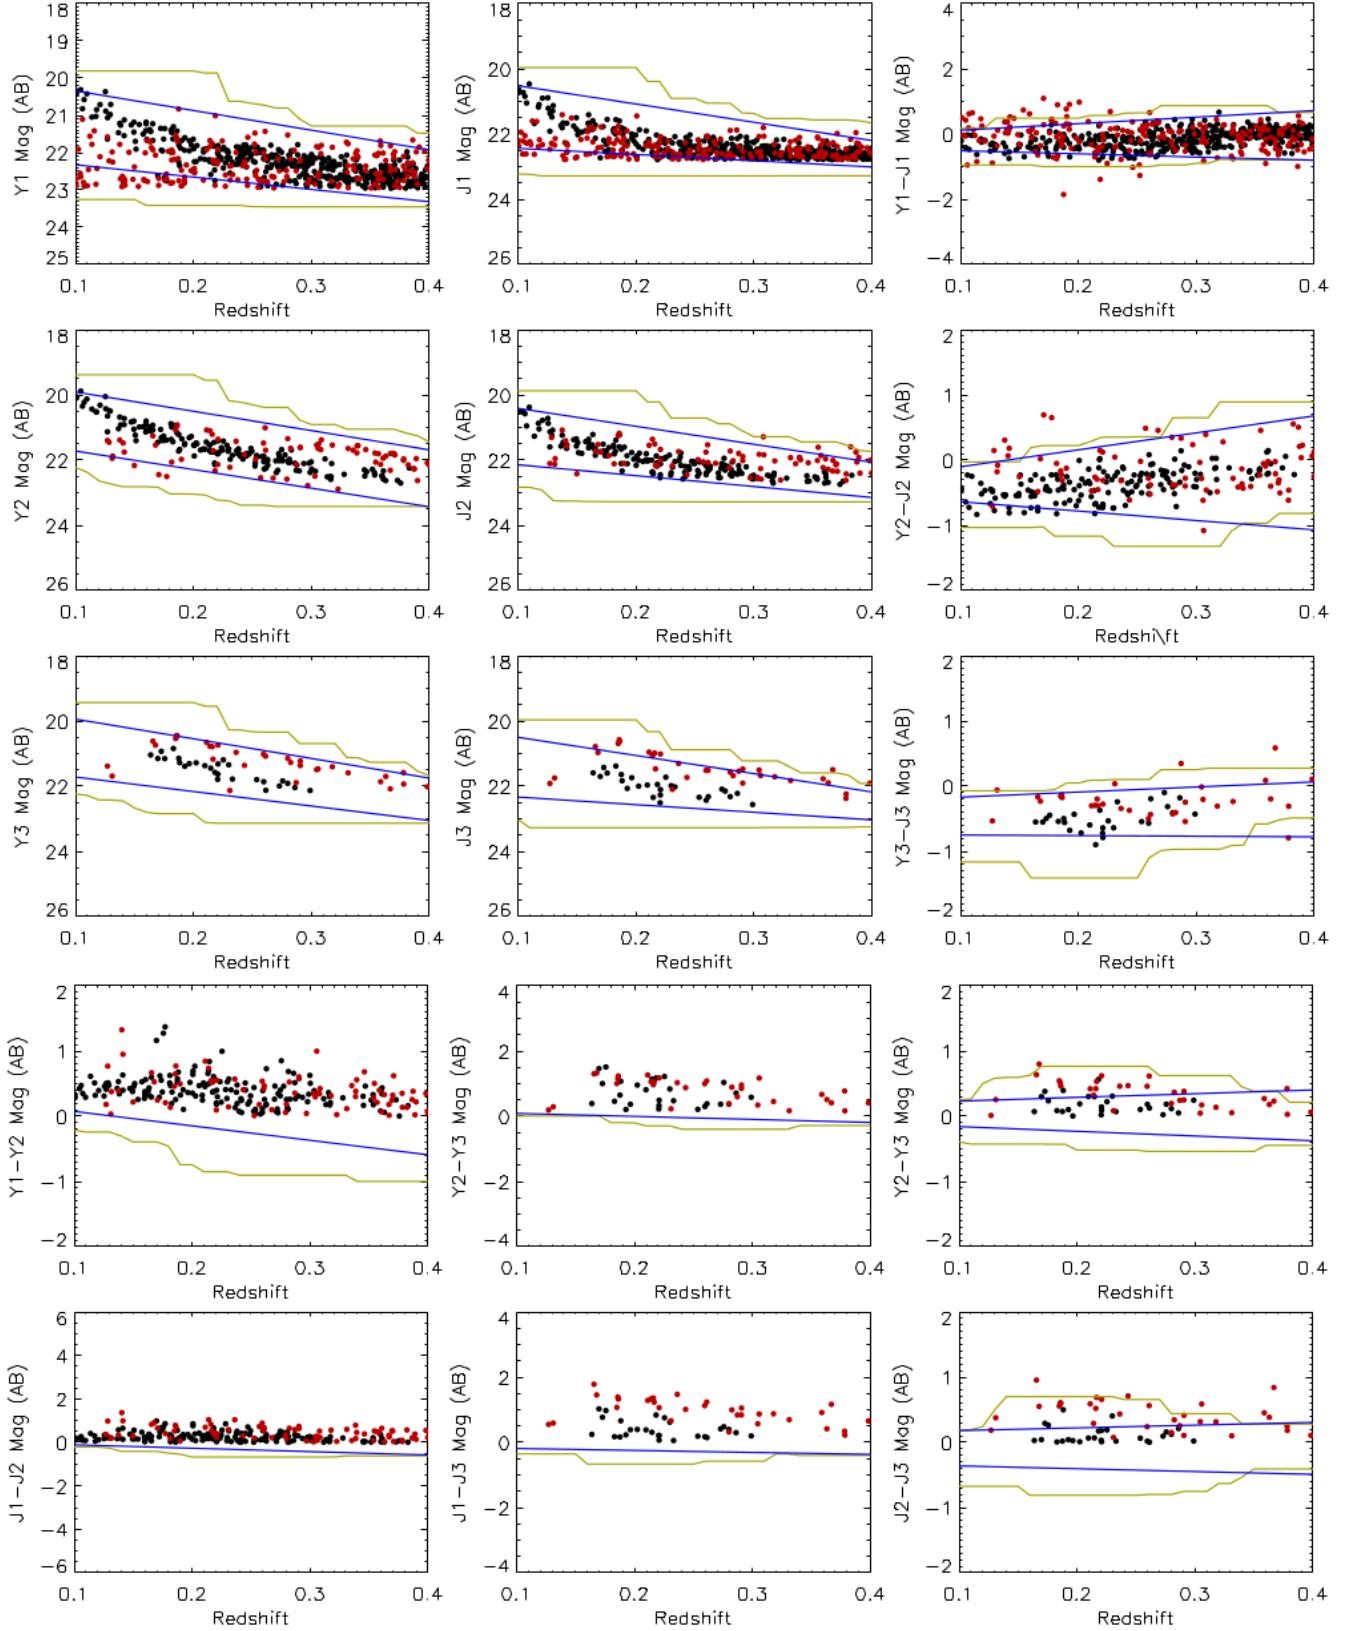 18
19
20
21
22
23
24
25
Y1 Mag (AB)
0.1 0.2 0.3 0.4
Redshift
18
20
22
24
26
J1 Mag (AB)
0.1 0.2 0.3 0.4
Redshift
4
2
0
−2
−4
Y1−J1 Mag (AB)
0.1 0.2 0.3 0.4
Redshift
18
20
22
24
26
Y2 Mag (AB)
0.1 0.2 0.3 0.4
Redshift
18
20
22
24
26
J2 Mag (AB)
0.1 0.2 0.3 0.4
Redshift
2
1
0
−1
−2
Y2−J2 Mag (AB)
0.1 0.2 0.3 0.4
Redshi\ft
18
20
22
24
26
Y3 Mag (AB)
0.1 0.2 0.3 0.4
Redshift
18
20
22
24
26
J3 Mag (AB)
0.1 0.2 0.3 0.4
Redshift
2
1
0
−1
−2
Y3−J3 Mag (AB)
0.1 0.2 0.3 0.4
Redshift
2
1
0
−1
−2
Y1−Y2 Mag (AB)
0.1 0.2 0.3 0.4
Redshift
4
2
0
−2
−4
Y2−Y3 Mag (AB)
0.1 0.2 0.3 0.4
Redshift
2
1
0
−1
−2
Y2−Y3 Mag (AB)
0.1 0.2 0.3 0.4
Redshift
6
4
2
0
−2
−4
−6
J1−J2 Mag (AB)
0.1 0.2 0.3 0.4
Redshift
4
2
0
−2
−4
J1−J3 Mag (AB)
0.1 0.2 0.3 0.4
Redshift
2
1
0
−1
−2
J2−J3 Mag (AB)
0.1 0.2 0.3 0.4
Redshift